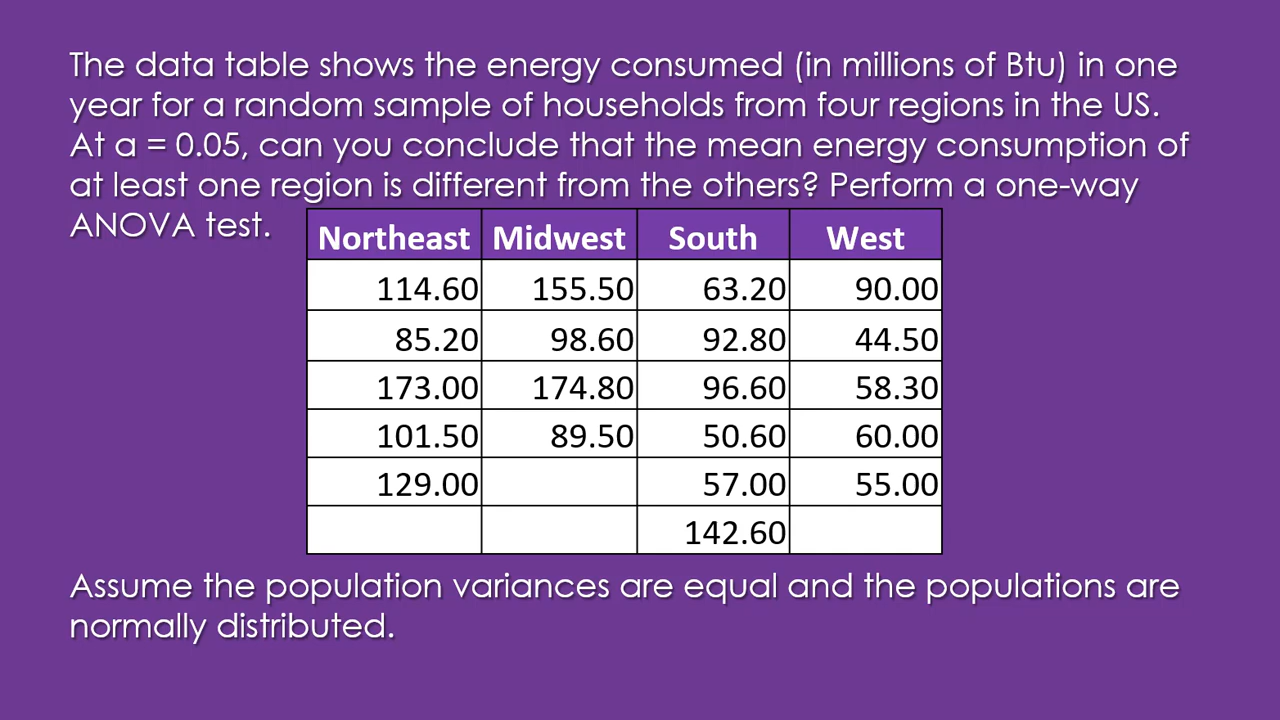 The data table shows the energy consumed (in millions of Btu) in one
year for a random sample of households from four regions in the US.
At a = 0.05, can you conclude that the mean energy consumption of
at least one region is different from the others? Perform a one-way
ANOVA test.
Northeast Midwest South West
114.60 155.50 63.20 90.00
85.20 98.60 92.80 44.50
173.00 174.80 96.60 58.30
101.50 89.50 50.60 60.00
129.00 57.00 55.00
142.60
Assume the population variances are equal and the populations are
normally distributed.